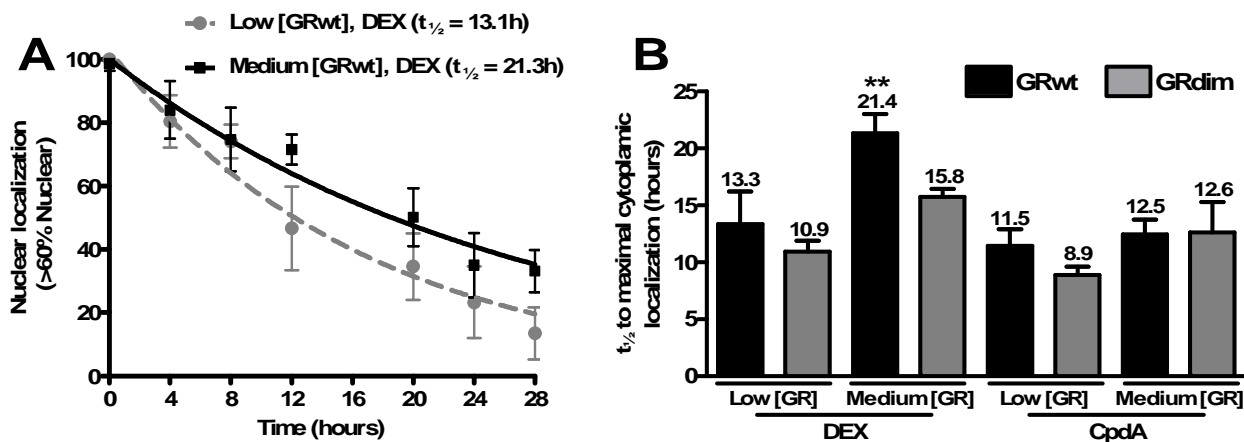 Low [GRwt], DEX (t½ = 13.1h)
Medium [GRwt], DEX (t½ = 21.3h)
A
Nuclear localization
(>60% Nuclear)
100
80
60
40
20
0
0 4 8 12 16 20 24 28
Time (hours)
B
GRwt
GRdim
t½ to maximal cytoplamic
localization (hours)
25
20
15
10
5
0
**
13.3
10.9
21.4
15.8
11.5
8.9
12.5
12.6
Low [GR] Medium [GR] Low [GR] Medium [GR]
DEX CpdA